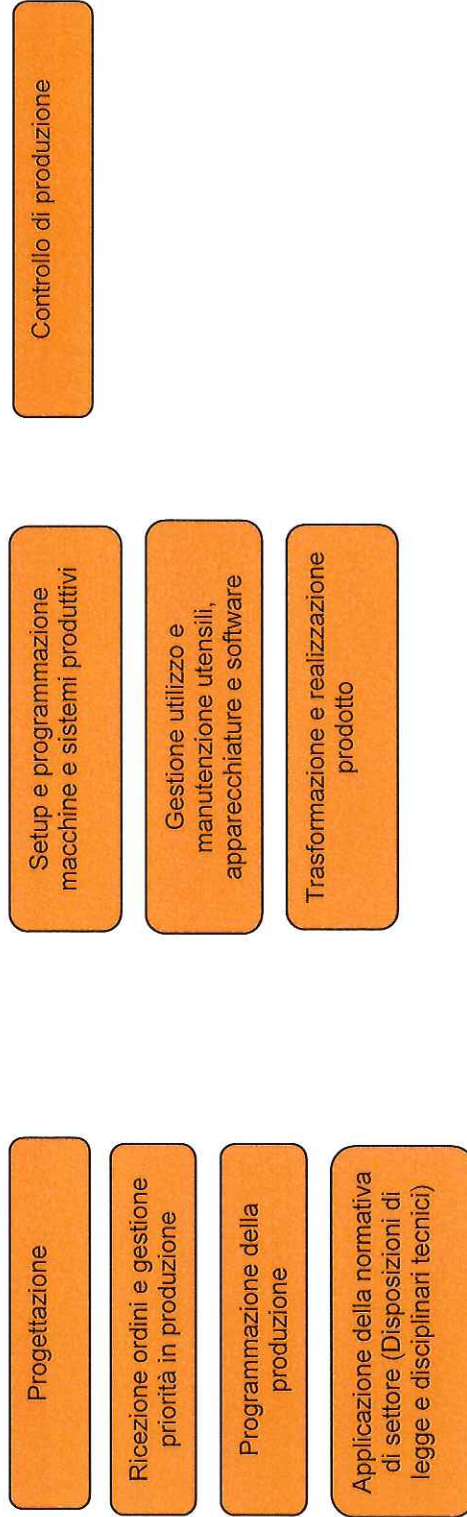 Progettazione
Ricezione ordini e gestione
priorità in produzione
Programmazione della
produzione
Applicazione della normativa
di settore (Disposizioni di
legge e disciplinari tecnici)
Setup e programmazione
macchine e sistemi produttivi
Gestione utilizzo e
manutenzione utensili,
apparecchiature e software
Trasformazione e realizzazione
prodotto
Controllo di produzione